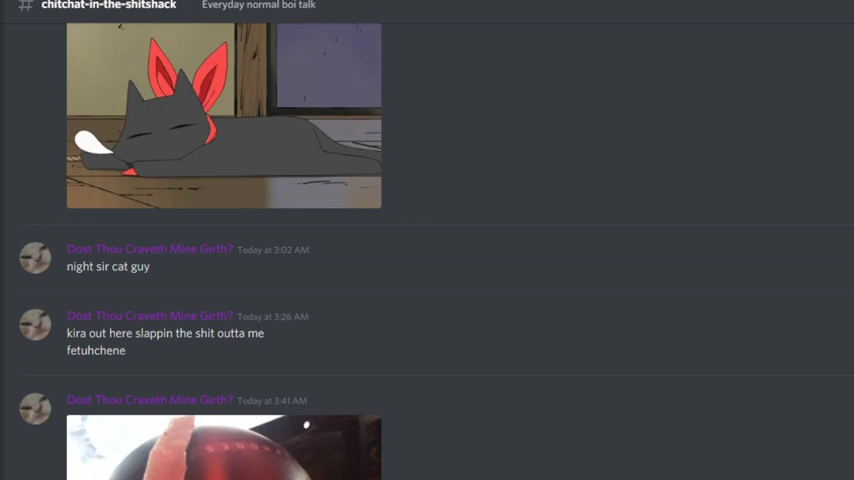 chitchat-in-the-shitshack
Everyday normal boi talk
Dost Thou Craveth Mine Girth? Today at 3:02 AM
night sir cat guy
Dost Thou Craveth Mine Girth? Today at 3:26 AM
kira out here slappin the shit outta me
fetuhchene
Dost Thou Craveth Mine Girth? Today at 3:41 AM